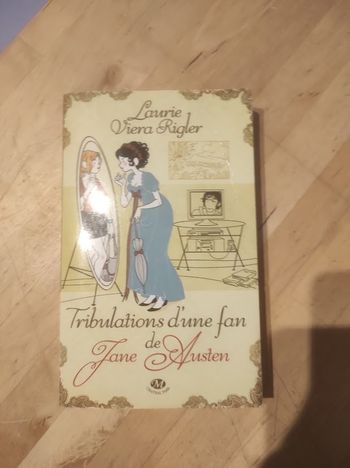 Laurie
Viera Rigler
Tribulations d'une fan
de
Jane Austen
M